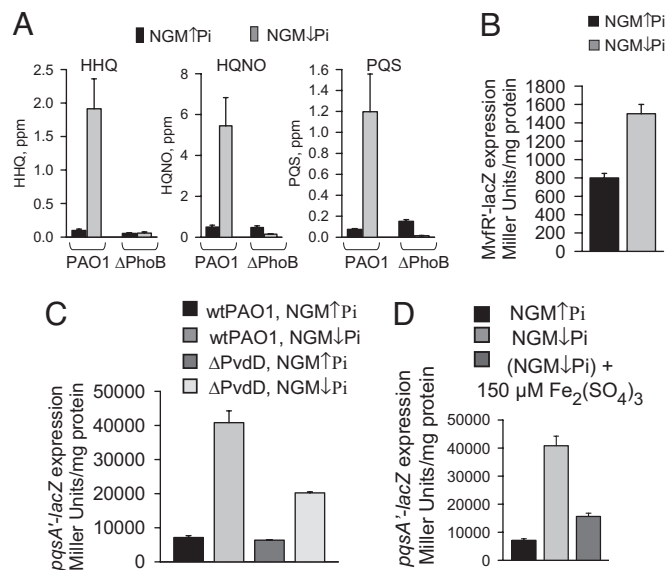 A
NGM↑Pi NGM↓Pi
HHQ
HHQ, ppm
2.5
2.0
1.5
1.0
0.5
0.0
PAO1 ΔPhoB
HQNO
HQNO, ppm
8
6
4
2
0
PAO1 ΔPhoB
PQS
PQS, ppm
1.6
1.4
1.2
1.0
0.8
0.6
0.4
0.2
0.0
PAO1 ΔPhoB
B
NGM↑Pi
NGM↓Pi
MvfR'-lacZ expression
Miller Units/mg protein
1800
1600
1400
1200
1000
800
600
400
200
0
C
wtPAO1, NGM↑Pi
wtPAO1, NGM↓Pi
ΔPvdD, NGM↑Pi
ΔPvdD, NGM↓Pi
pqsA'-lacZ expression
Miller Units/mg protein
50000
40000
30000
20000
10000
0
D
NGM↑Pi
NGM↓Pi
(NGM↓Pi) +
150 µM Fe₂(SO₄)₃
pqsA'-lacZ expression
Miller Units/mg protein
50000
40000
30000
20000
10000
0